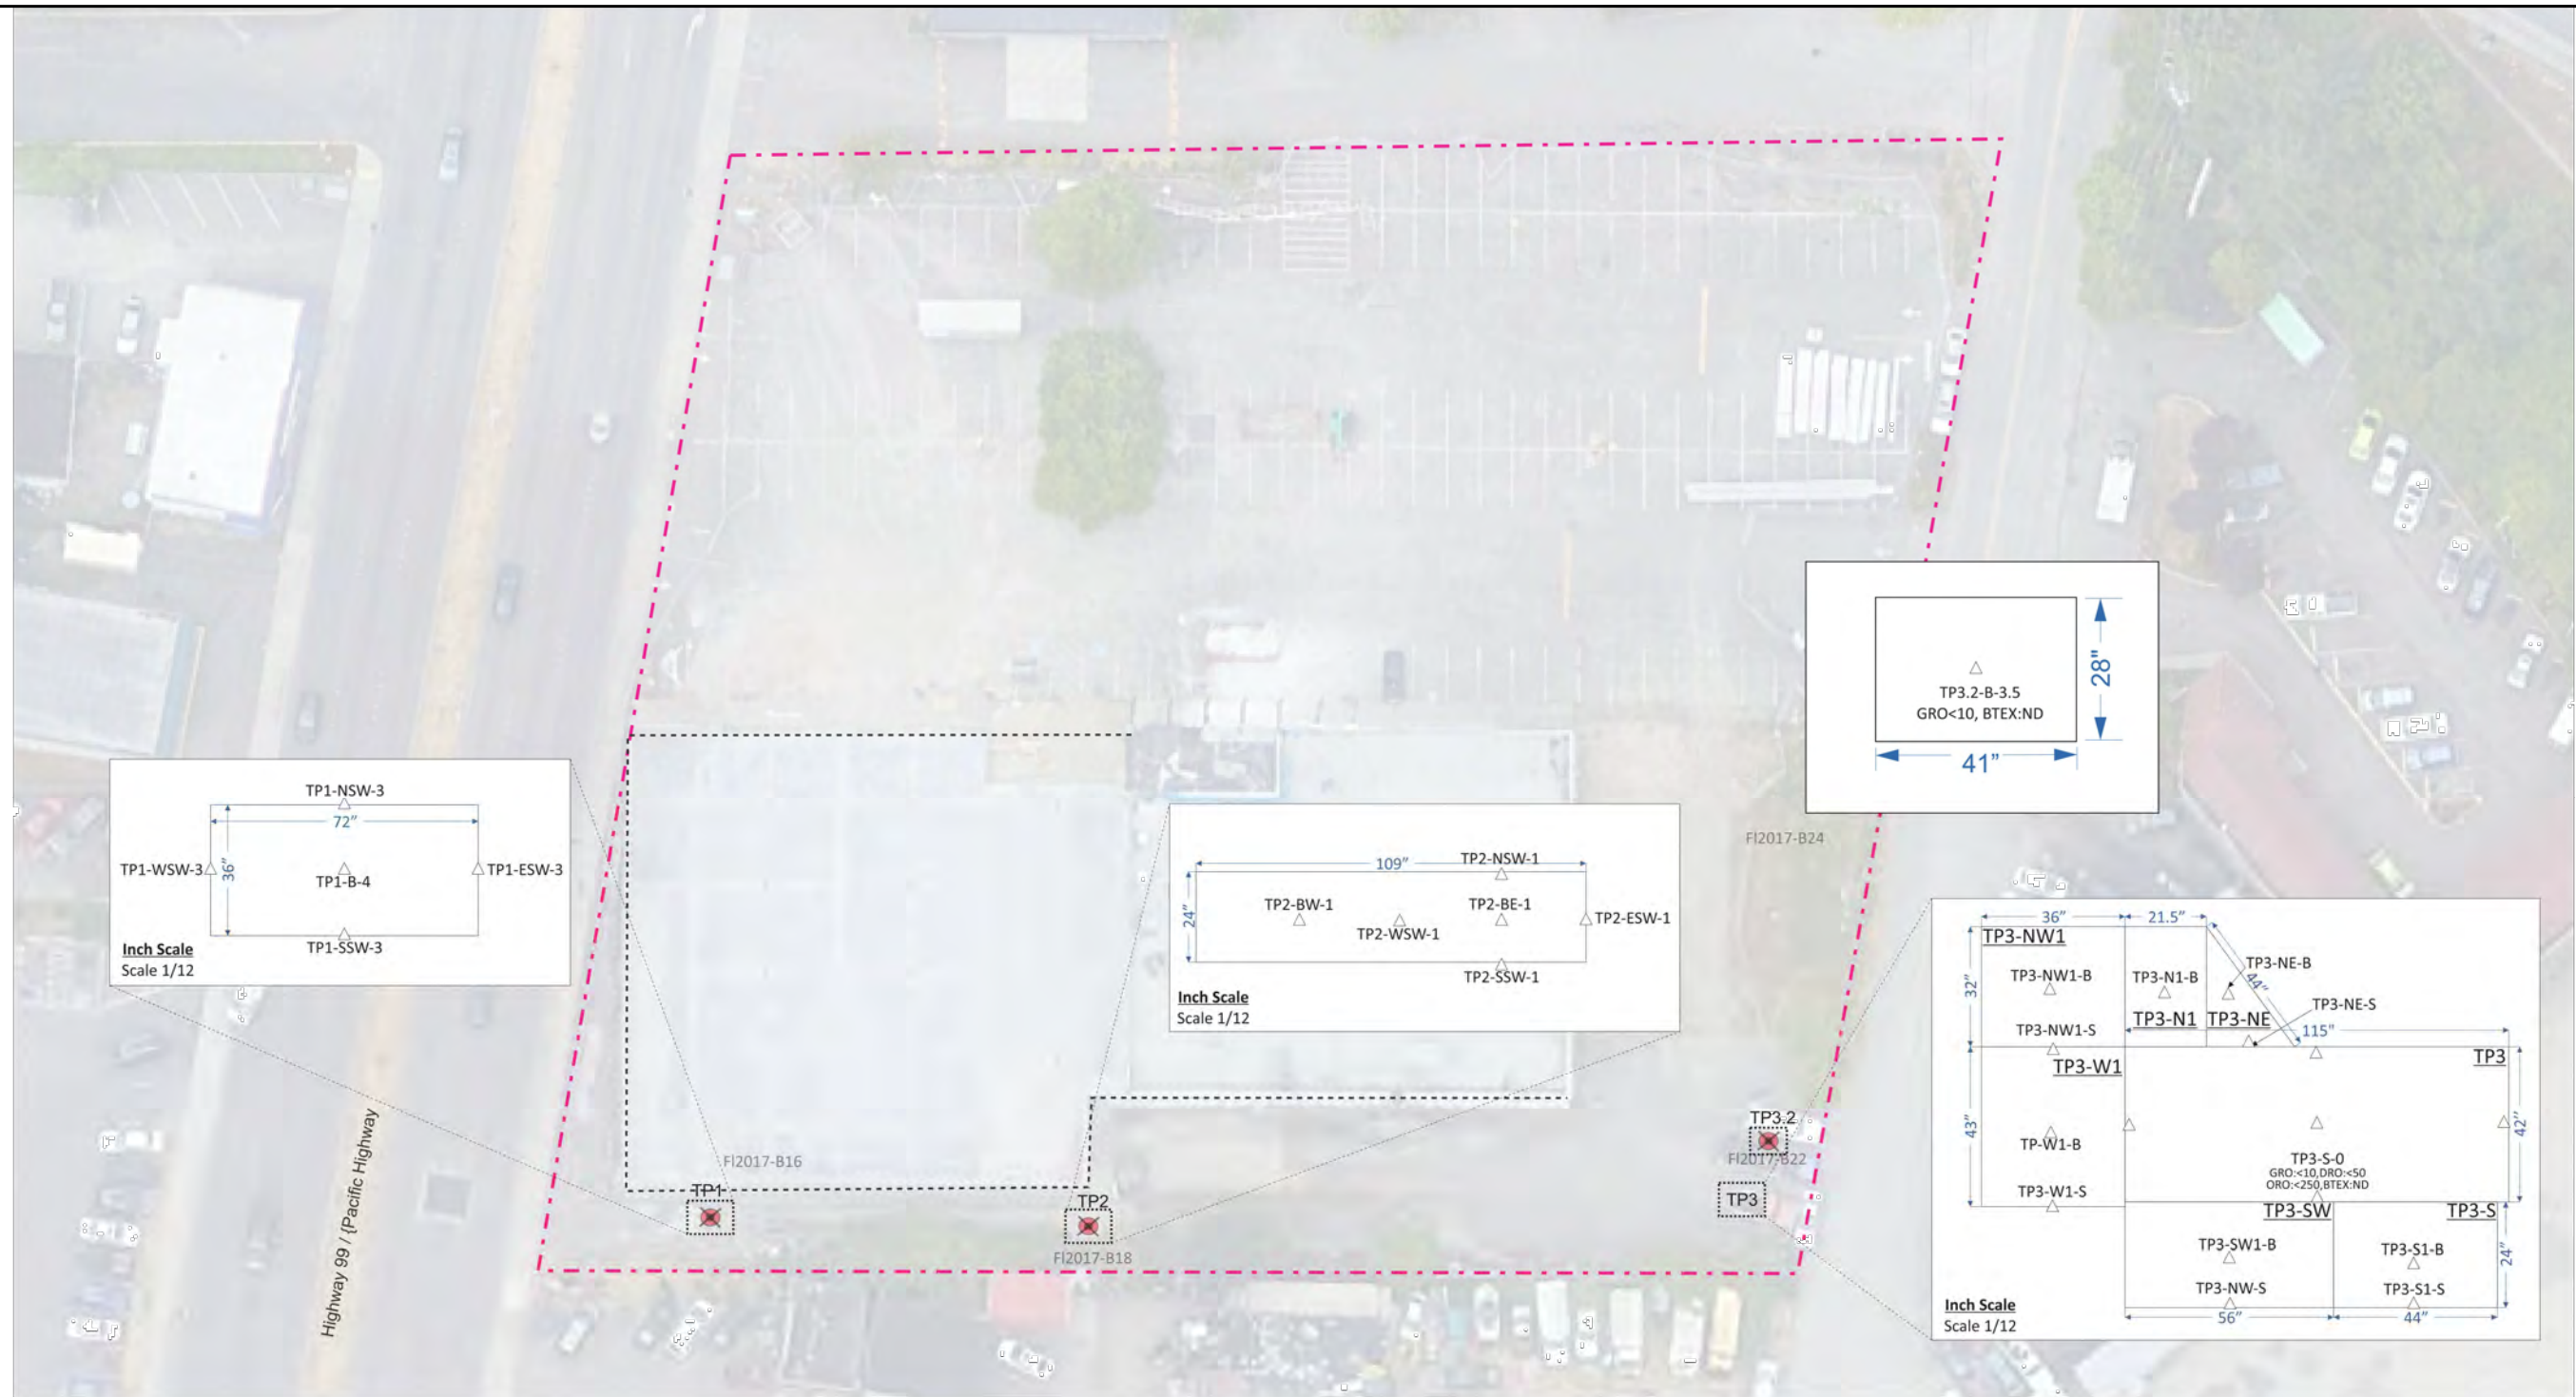 28"
TP3.2-B-3.5
GRO<10, BTEX:ND
41"
TP1-NSW-3
72"
TP1-WSW-3
36"
TP1-ESW-3
TP1-B-4
TP1-SSW-3
Inch Scale
Scale 1/12
109"
TP2-NSW-1
24"
TP2-BW-1
TP2-BE-1
TP2-ESW-1
TP2-WSW-1
TP2-SSW-1
Inch Scale
Scale 1/12
FI2017-B24
36"
21.5"
TP3-NW1
TP3-NE-B
TP3-NW1-B
TP3-N1-B
44"
32"
TP3-NE-S
TP3-NW1-S
TP3-N1
TP3-NE
115"
TP3-W1
TP3
43"
42"
TP-W1-B
TP3-S-0
GRO:<10,DRO:<50
ORO:<250,BTEX:ND
TP3-W1-S
TP3-SW
TP3-S
TP3-SW1-B
TP3-S1-B
24"
TP3-NW-S
TP3-S1-S
56"
44"
Inch Scale
Scale 1/12
TP3.2
FI2017-B22
TP3
FI2017-B16
TP1
TP2
FI2017-B18
Highway 99 / {Pacific Highway